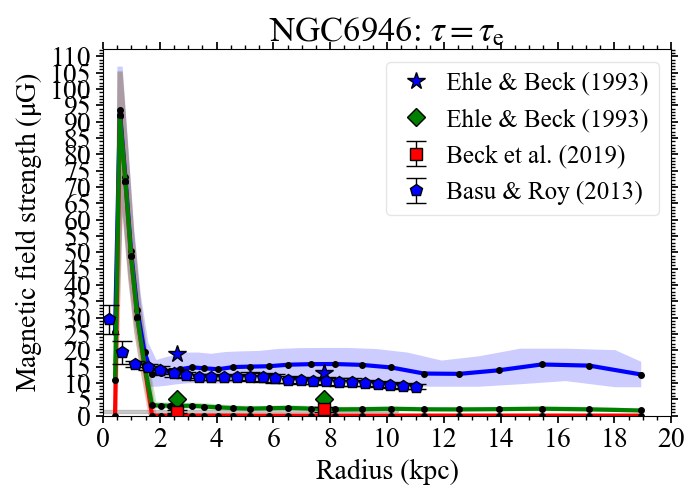 NGC6946: τ = τe
Magnetic field strength (μG)
110
105
100
95
90
85
80
75
70
65
60
55
50
45
40
35
30
25
20
15
10
5
0
Ehle & Beck (1993)
Ehle & Beck (1993)
Beck et al. (2019)
Basu & Roy (2013)
0 2 4 6 8 10 12 14 16 18 20
Radius (kpc)